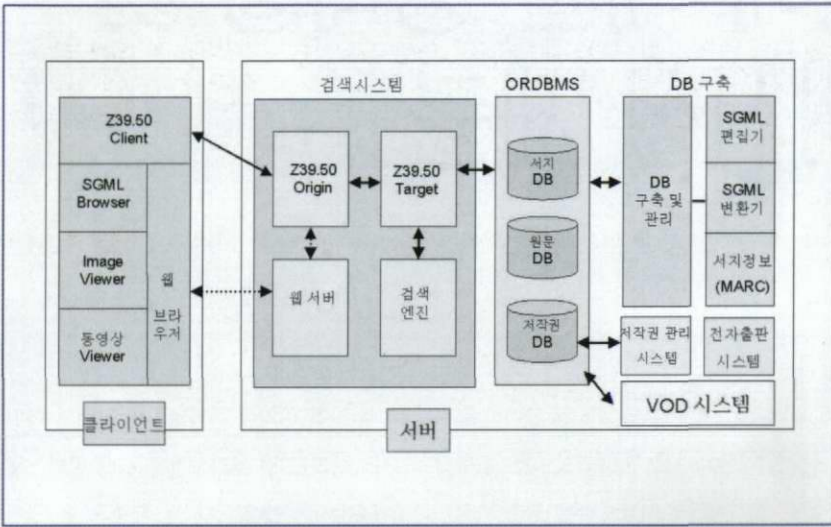 검색시스템
ORDBMS
DB 구축
Z39.50
Client
SGML
Browser
Image
Viewer
동영상
Viewer
웹
브라
우저
클라이언트
Z39.50
Origin
Z39.50
Target
웹 서버
검색
엔진
서버
서지
DB
원문
DB
저작권
DB
DB
구축 및
관리
SGML
편집기
SGML
변환기
서지정보
(MARC)
저작권 관리
시스템
전자출판
시스템
VOD 시스템